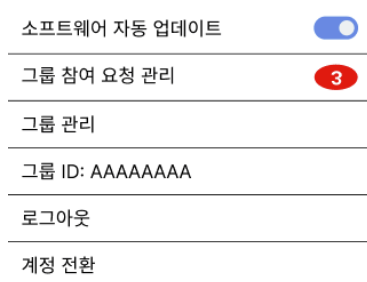 소프트웨어 자동 업데이트
그룹 참여 요청 관리 3
그룹 관리
그룹 ID: AAAAAAAA
로그아웃
계정 전환